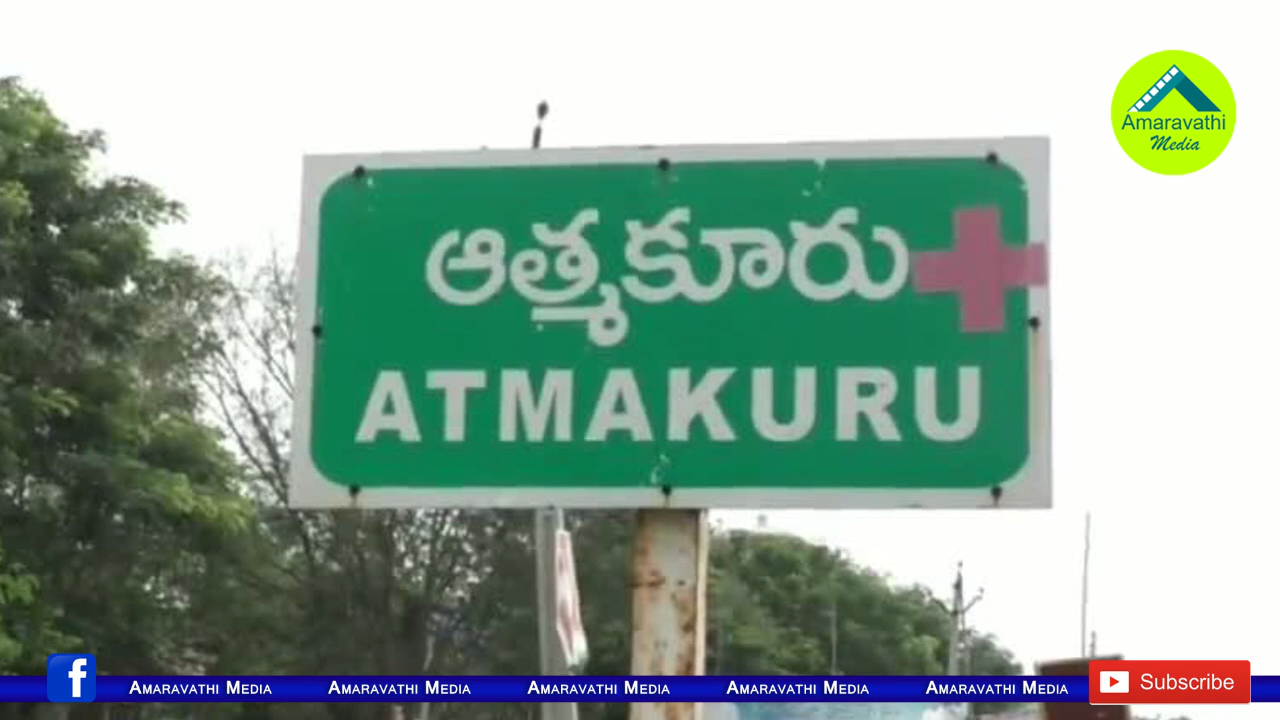 Amaravathi
Media
ఆత్మకూరు
ATMAKURU
f Amaravathi Media Amaravathi Media Amaravathi Media Amaravathi Media Amaravathi Media Subscribe